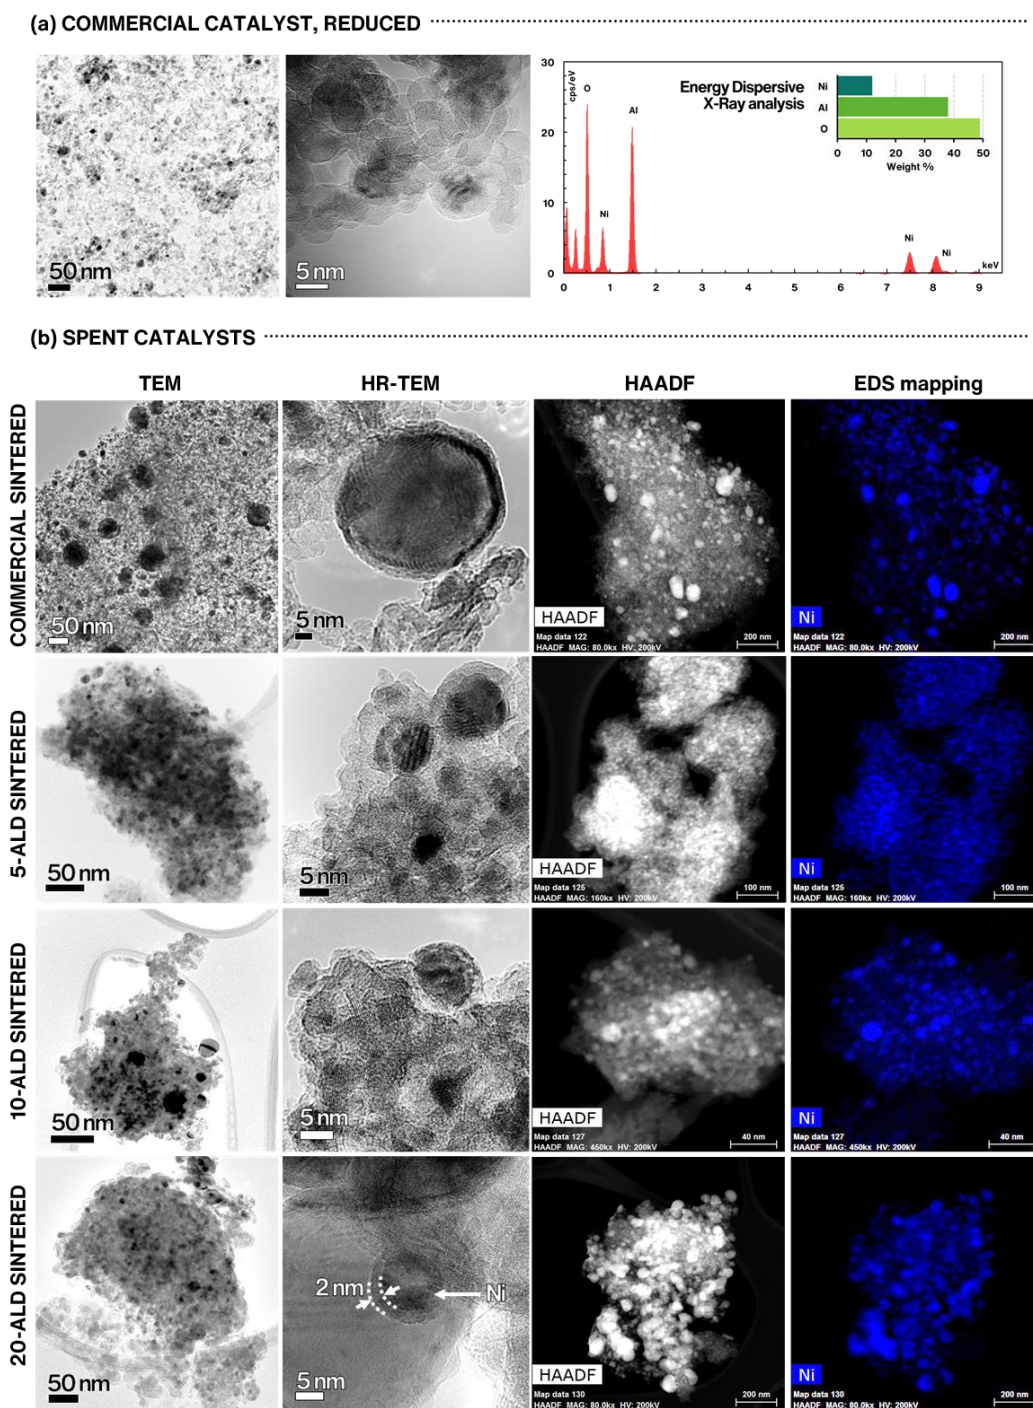 (a) COMMERCIAL CATALYST, REDUCED
50 nm
5 nm
30
20
10
0
cps/eV
O
Ni
Al
Ni
Ni
keV
0 1 2 3 4 5 6 7 8 9
Energy Dispersive
X-Ray analysis
Ni
Al
O
0 10 20 30 40 50
Weight %
(b) SPENT CATALYSTS
TEM HR-TEM HAADF EDS mapping
COMMERCIAL SINTERED
50 nm
5 nm
HAADF
Map data 122
HAADF MAG: 80.0kx HV: 200kV
200 nm
Ni
Map data 122
HAADF MAG: 80.0kx HV: 200kV
200 nm
5-ALD SINTERED
50 nm
5 nm
HAADF
Map data 125
HAADF MAG: 160kx HV: 200kV
100 nm
Ni
Map data 125
HAADF MAG: 160kx HV: 200kV
100 nm
10-ALD SINTERED
50 nm
5 nm
HAADF
Map data 127
HAADF MAG: 450kx HV: 200kV
40 nm
Ni
Map data 127
HAADF MAG: 450kx HV: 200kV
40 nm
20-ALD SINTERED
50 nm
2 nm
Ni
5 nm
HAADF
Map data 130
HAADF MAG: 80.0kx HV: 200kV
200 nm
Ni
Map data 130
HAADF MAG: 80.0kx HV: 200kV
200 nm